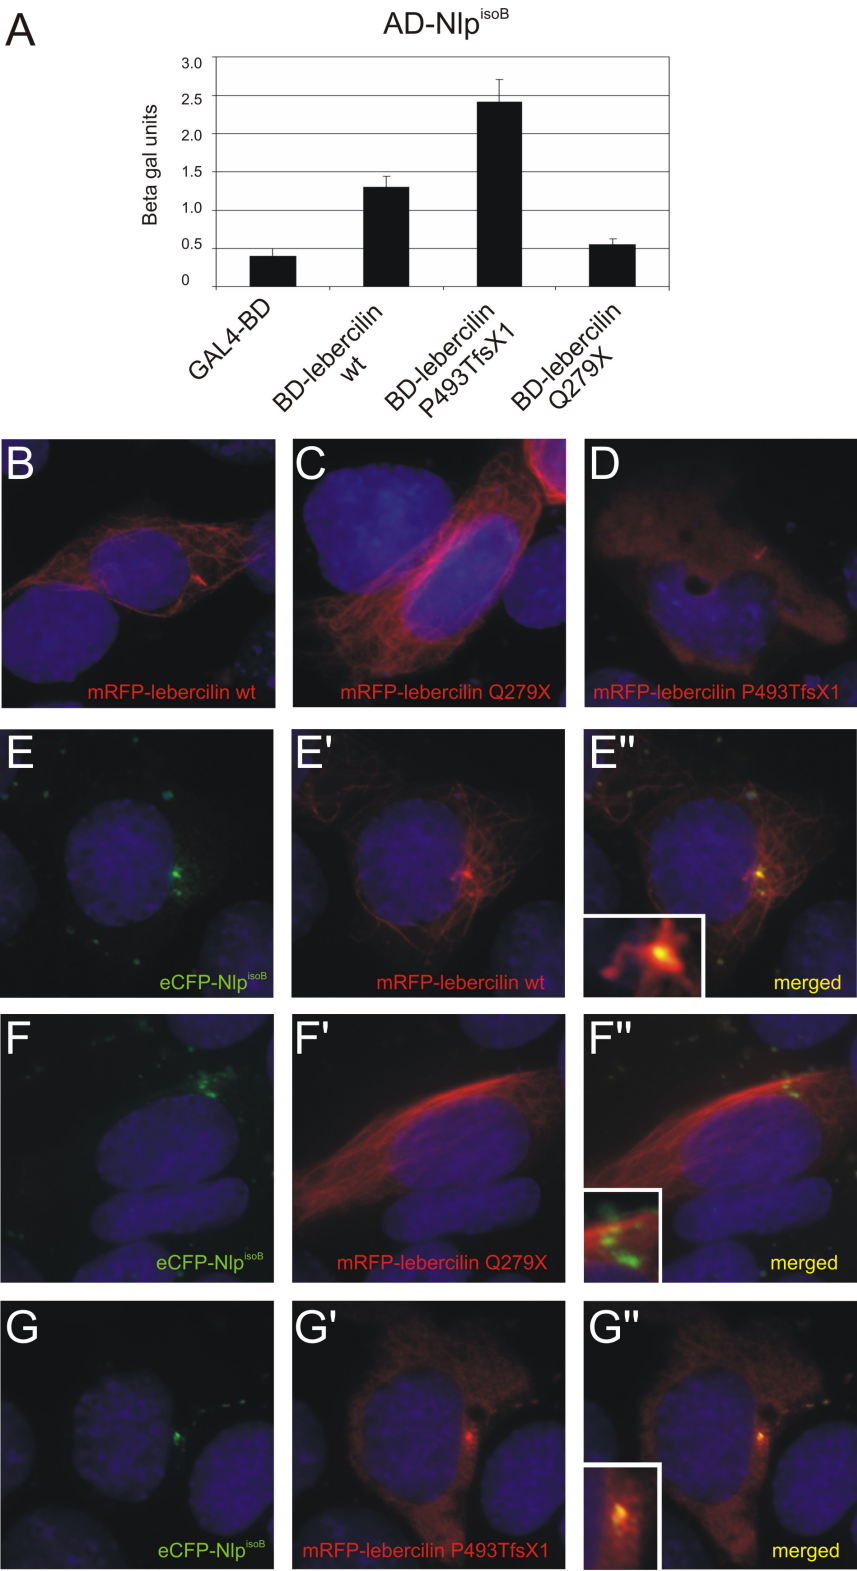 A
AD-Nlp^isoB
Beta gal units
3.0
2.5
2.0
1.5
1.0
0.5
0
GAL4-BD
BD-lebercilin
wt
BD-lebercilin
P493TfsX1
BD-lebercilin
Q279X
B
mRFP-lebercilin wt
C
mRFP-lebercilin Q279X
D
mRFP-lebercilin P493TfsX1
E
eCFP-Nlp^isoB
E'
mRFP-lebercilin wt
E''
merged
F
eCFP-Nlp^isoB
F'
mRFP-lebercilin Q279X
F''
merged
G
eCFP-Nlp^isoB
G'
mRFP-lebercilin P493TfsX1
G''
merged